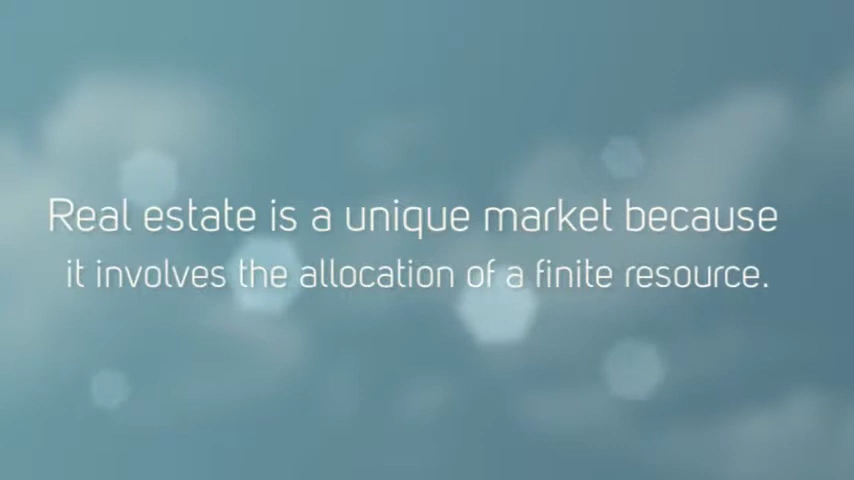 Real estate is a unique market because
it involves the allocation of a finite resource.